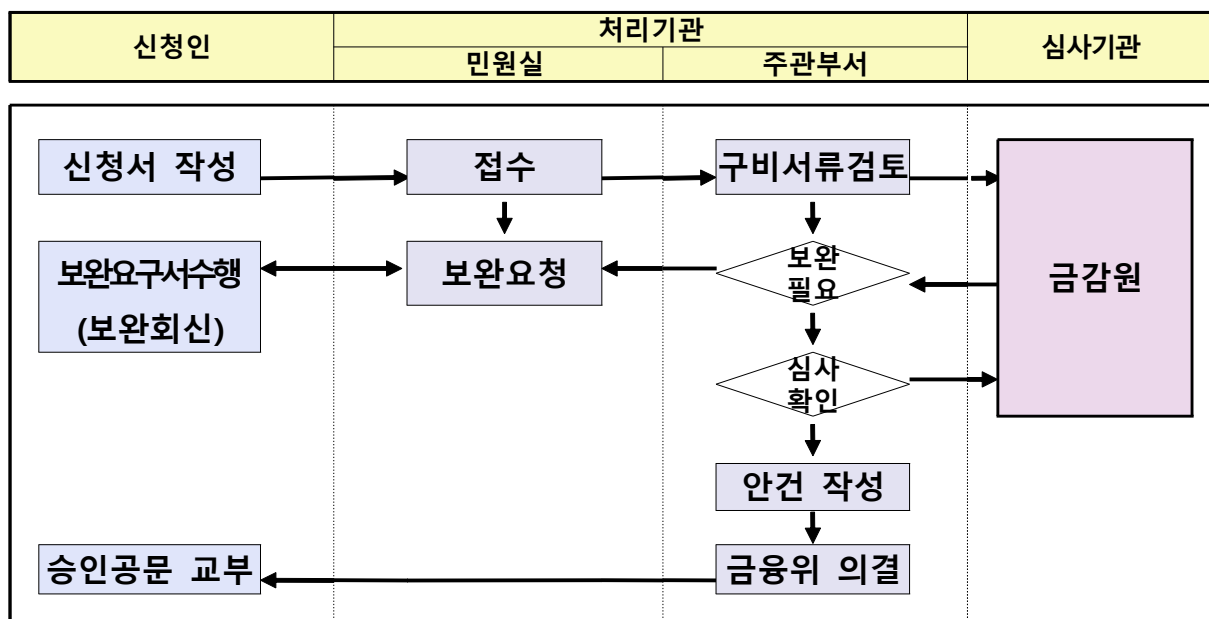 신청인
처리기관
심사기관
민원실
주관부서
신청서 작성
접수
구비서류검토
금감원
보완요구서수행
(보완회신)
보완요청
보완
필요
심사
확인
안건 작성
승인공문 교부
금융위 의결